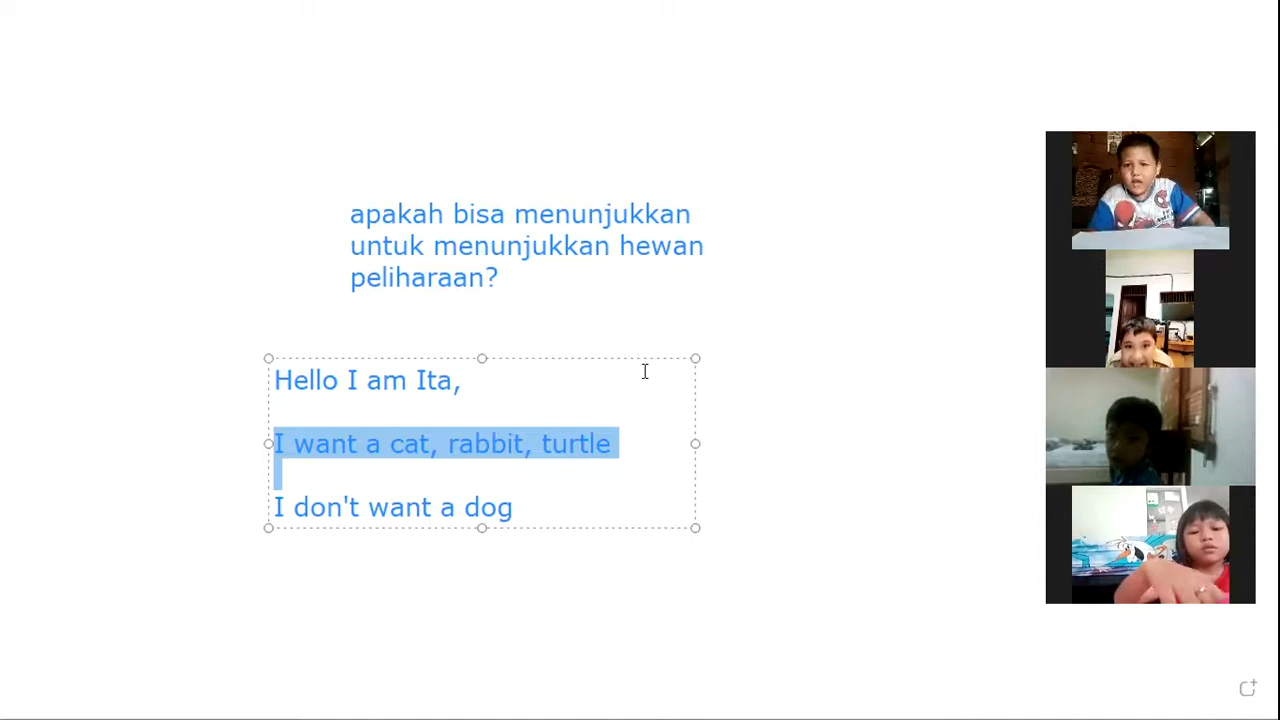 apakah bisa menunjukkan
untuk menunjukkan hewan
peliharaan?
Hello I am Ita,
I want a cat, rabbit, turtle
I don't want a dog